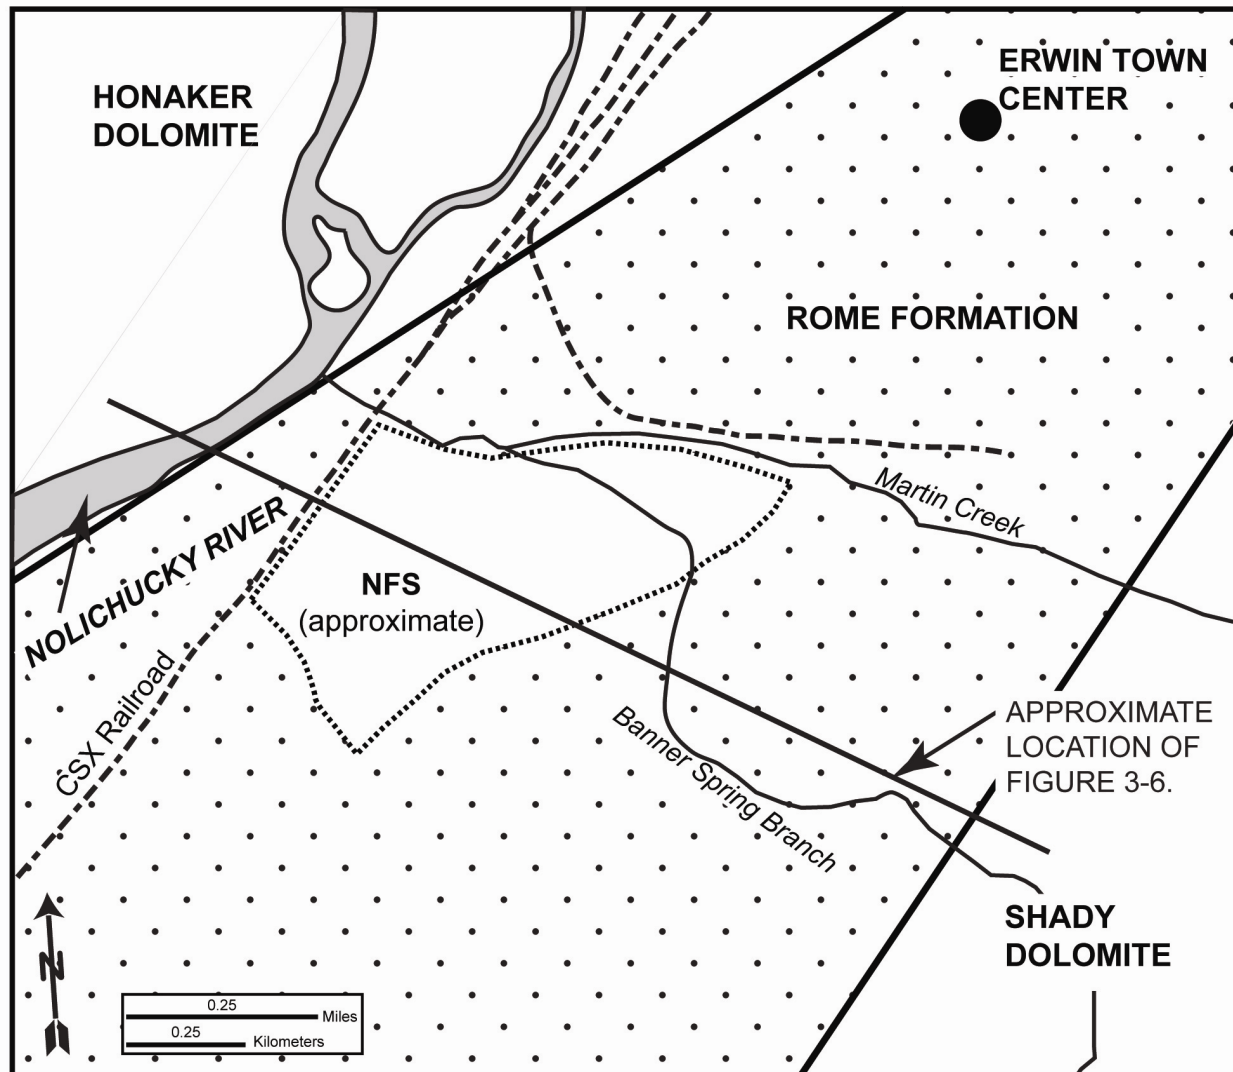 HONAKER
DOLOMITE
ERWIN TOWN
CENTER
ROME FORMATION
Martin Creek
NOLICHUCKY RIVER
NFS
(approximate)
CSX Railroad
Banner Spring Branch
APPROXIMATE
LOCATION OF
FIGURE 3-6.
SHADY
DOLOMITE
N
0.25
Miles
0.25
Kilometers